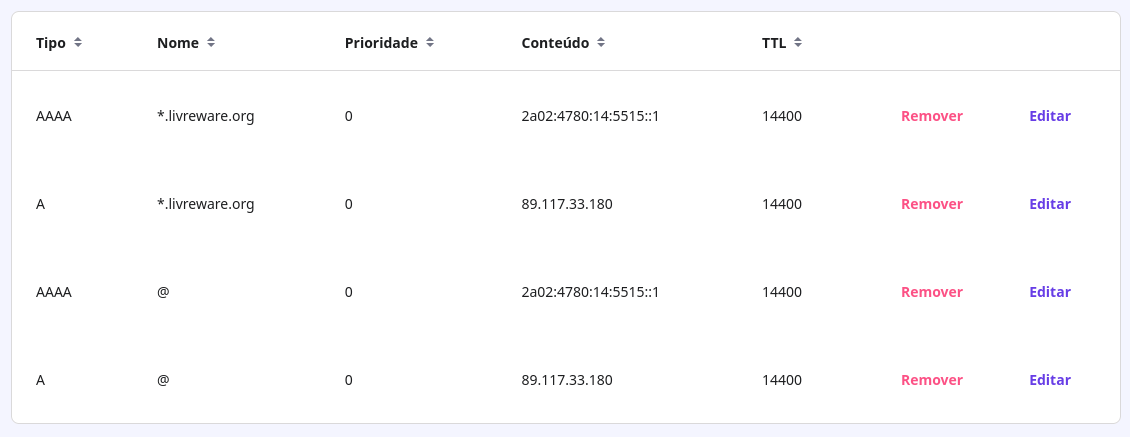 Tipo Nome Prioridade Conteúdo TTL
AAAA *.livreware.org 0 2a02:4780:14:5515::1 14400 Remover Editar
A *.livreware.org 0 89.117.33.180 14400 Remover Editar
AAAA @ 0 2a02:4780:14:5515::1 14400 Remover Editar
A @ 0 89.117.33.180 14400 Remover Editar